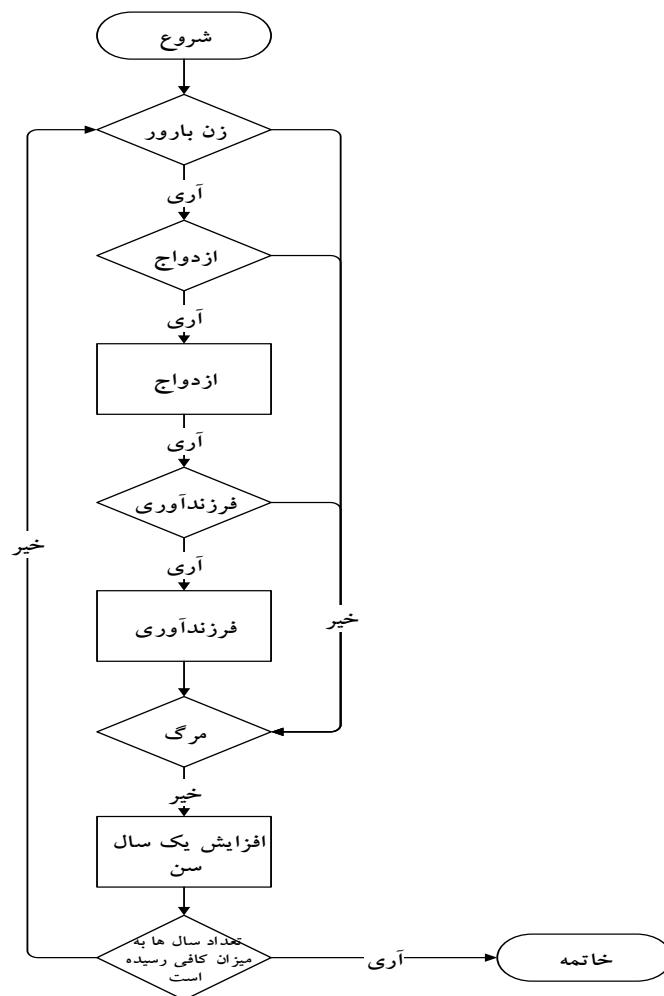 شروع
زن بارور
آری
ازدواج
آری
ازدواج
آری
فرزندآوری
خیر
آری
فرزندآوری
خیر
مرگ
خیر
افزایش یک سال
سن
تعداد سال ها به
میزان کافی رسیده
است
آری
خاتمه